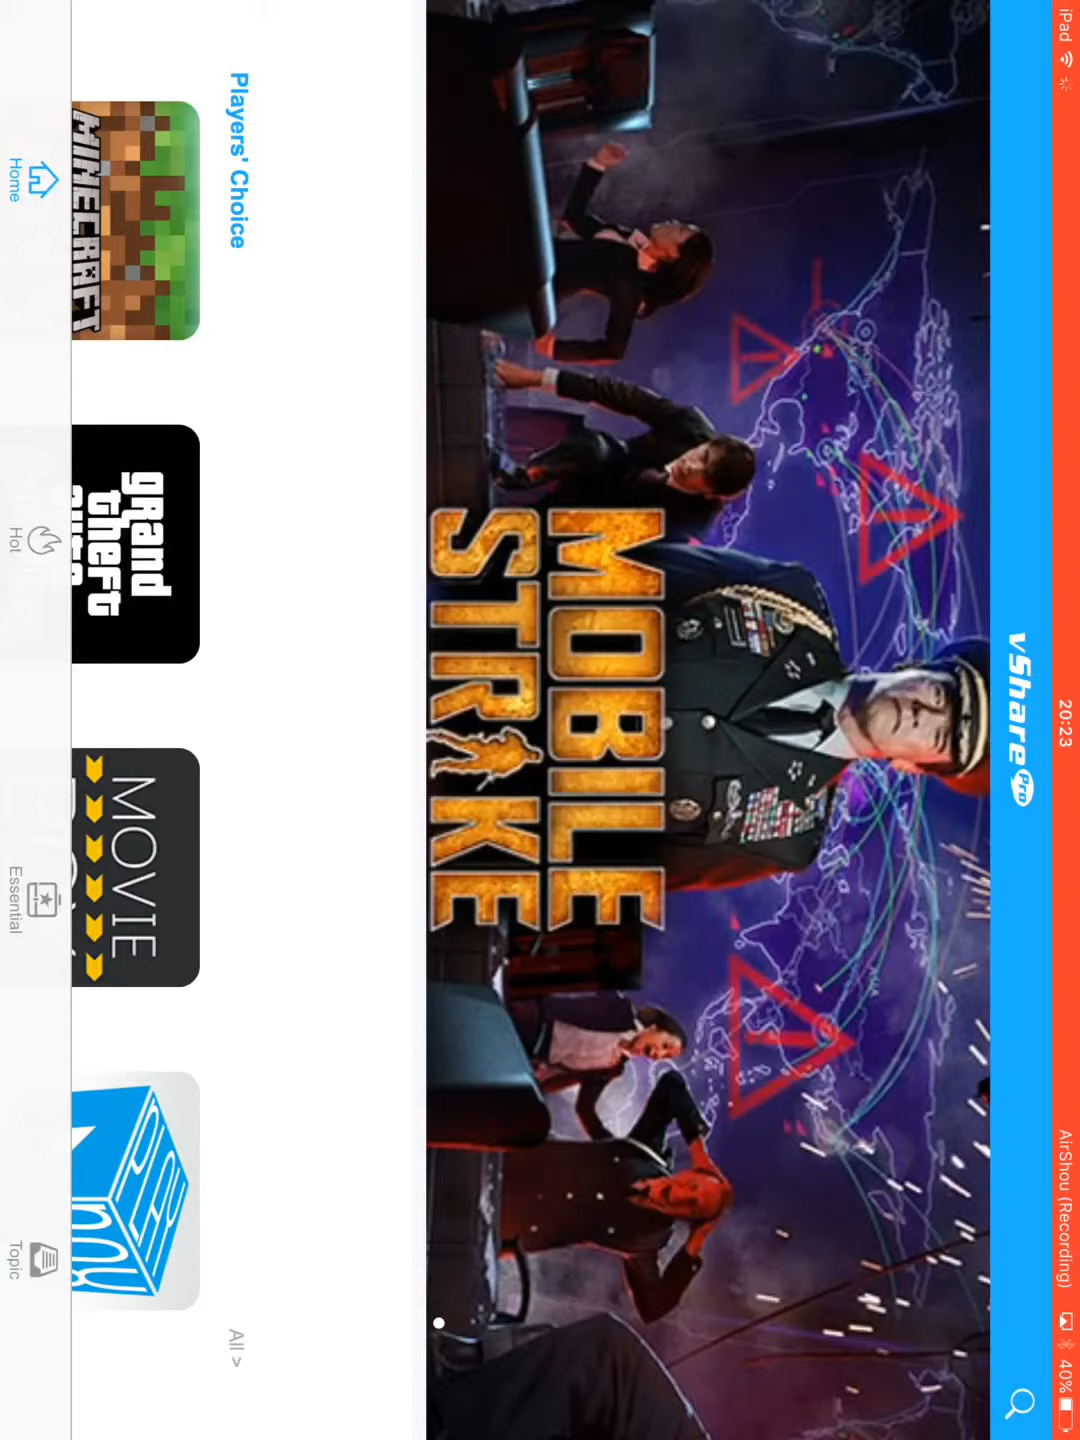 iPad
20:23
AirShou (Recording)
40%
vShare Pro
MOBILE
STRIKE
Players' Choice
All >
MINECRAFT
grand
theft
MOVIE
Home
Hot
Essential
Topic